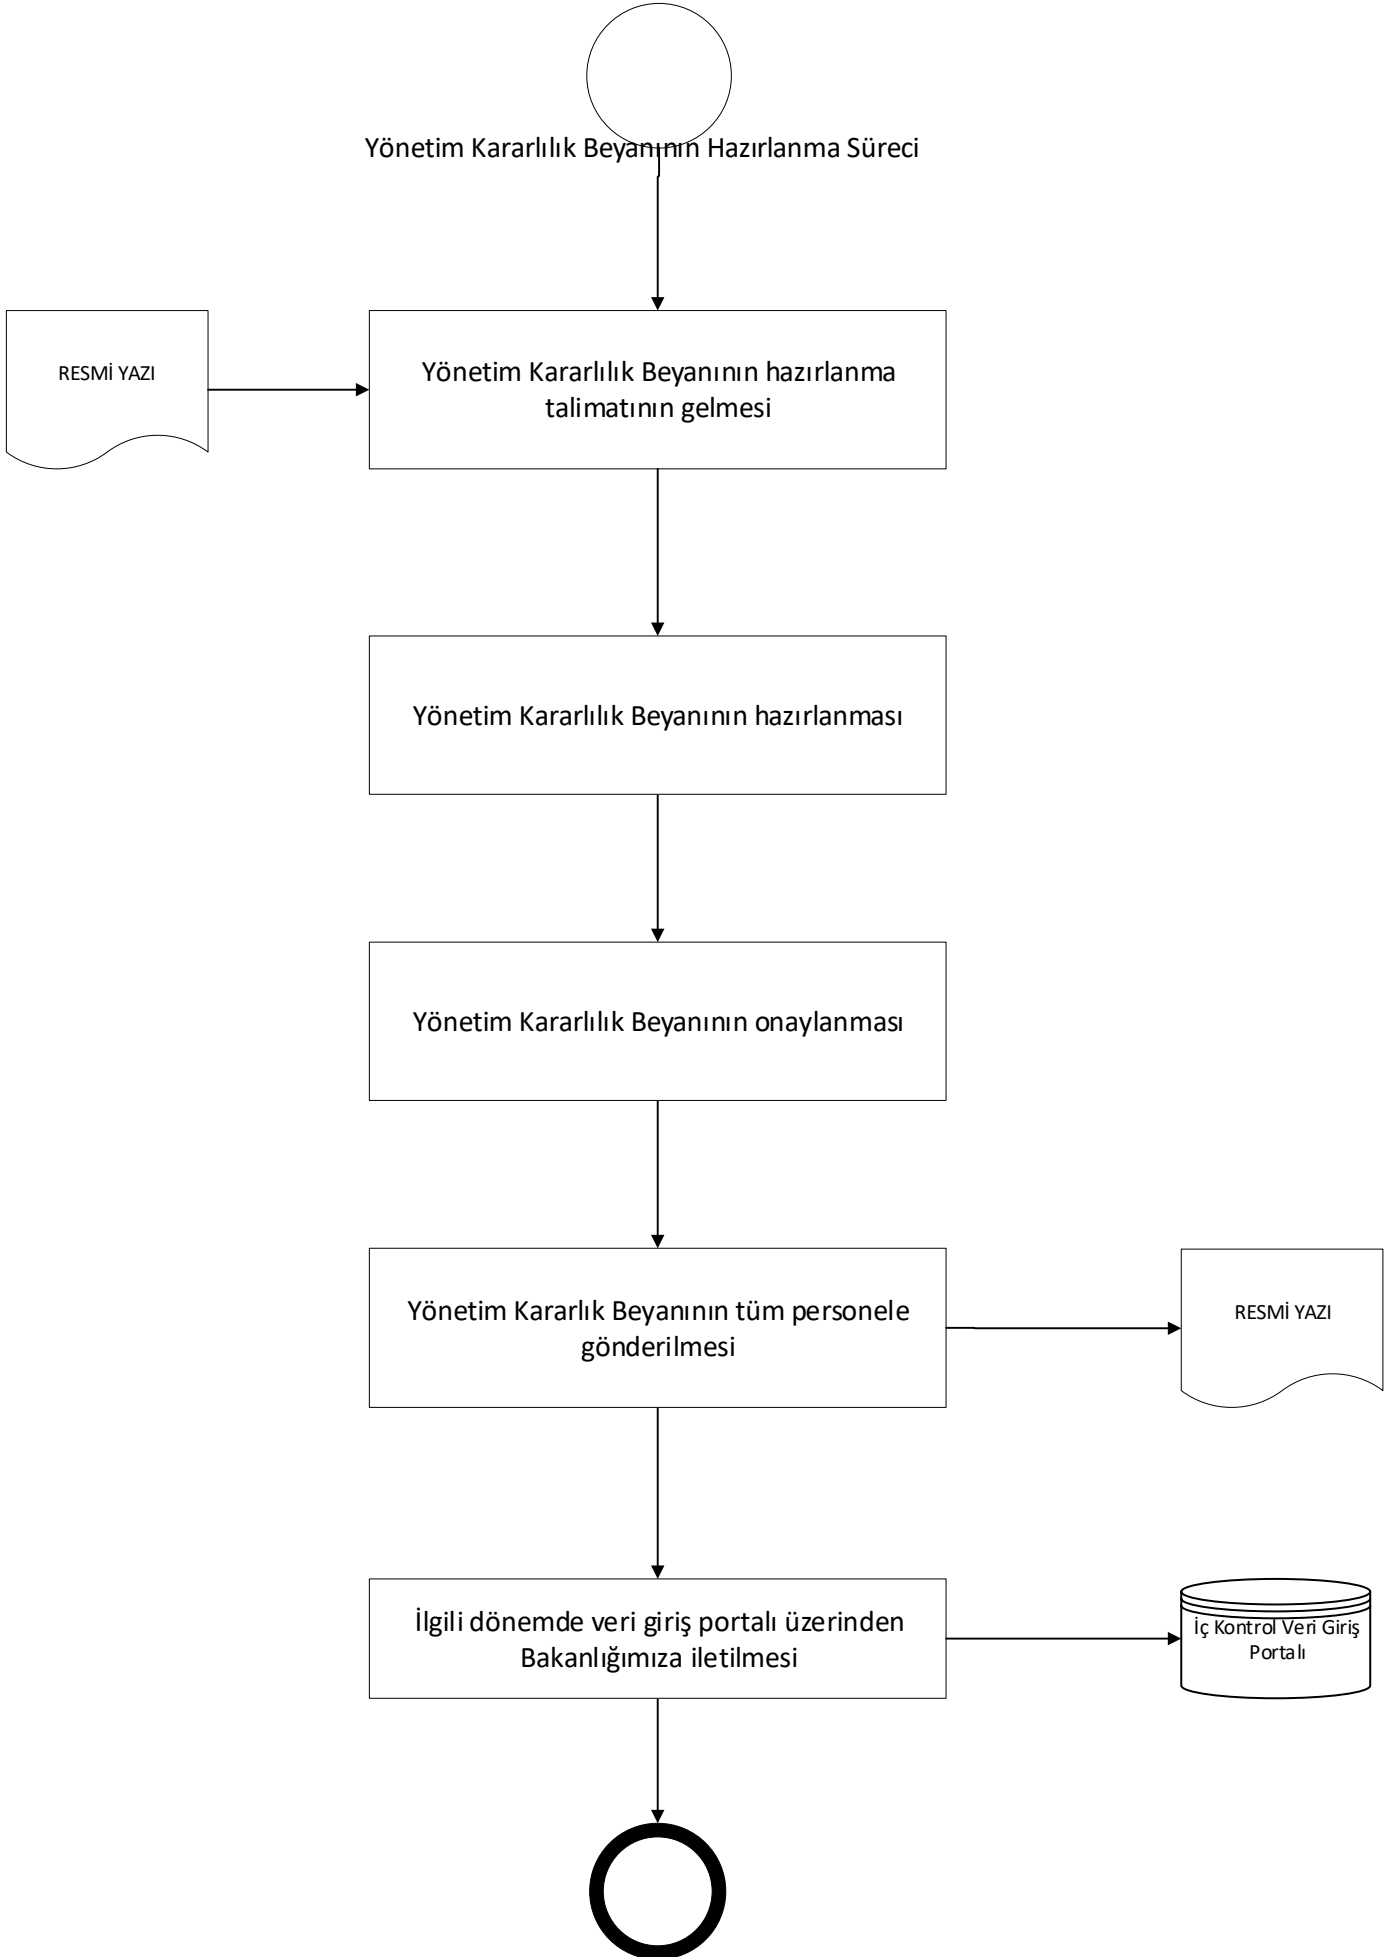 Yönetim Kararlılık Beyanının Hazırlanma Süreci
RESMİ YAZI
Yönetim Kararlılık Beyanının hazırlanma
talimatının gelmesi
Yönetim Kararlılık Beyanının hazırlanması
Yönetim Kararlılık Beyanının onaylanması
Yönetim Kararlık Beyanının tüm personele
gönderilmesi
RESMİ YAZI
İlgili dönemde veri giriş portalı üzerinden
Bakanlığımıza iletilmesi
İç Kontrol Veri Giriş
Portalı